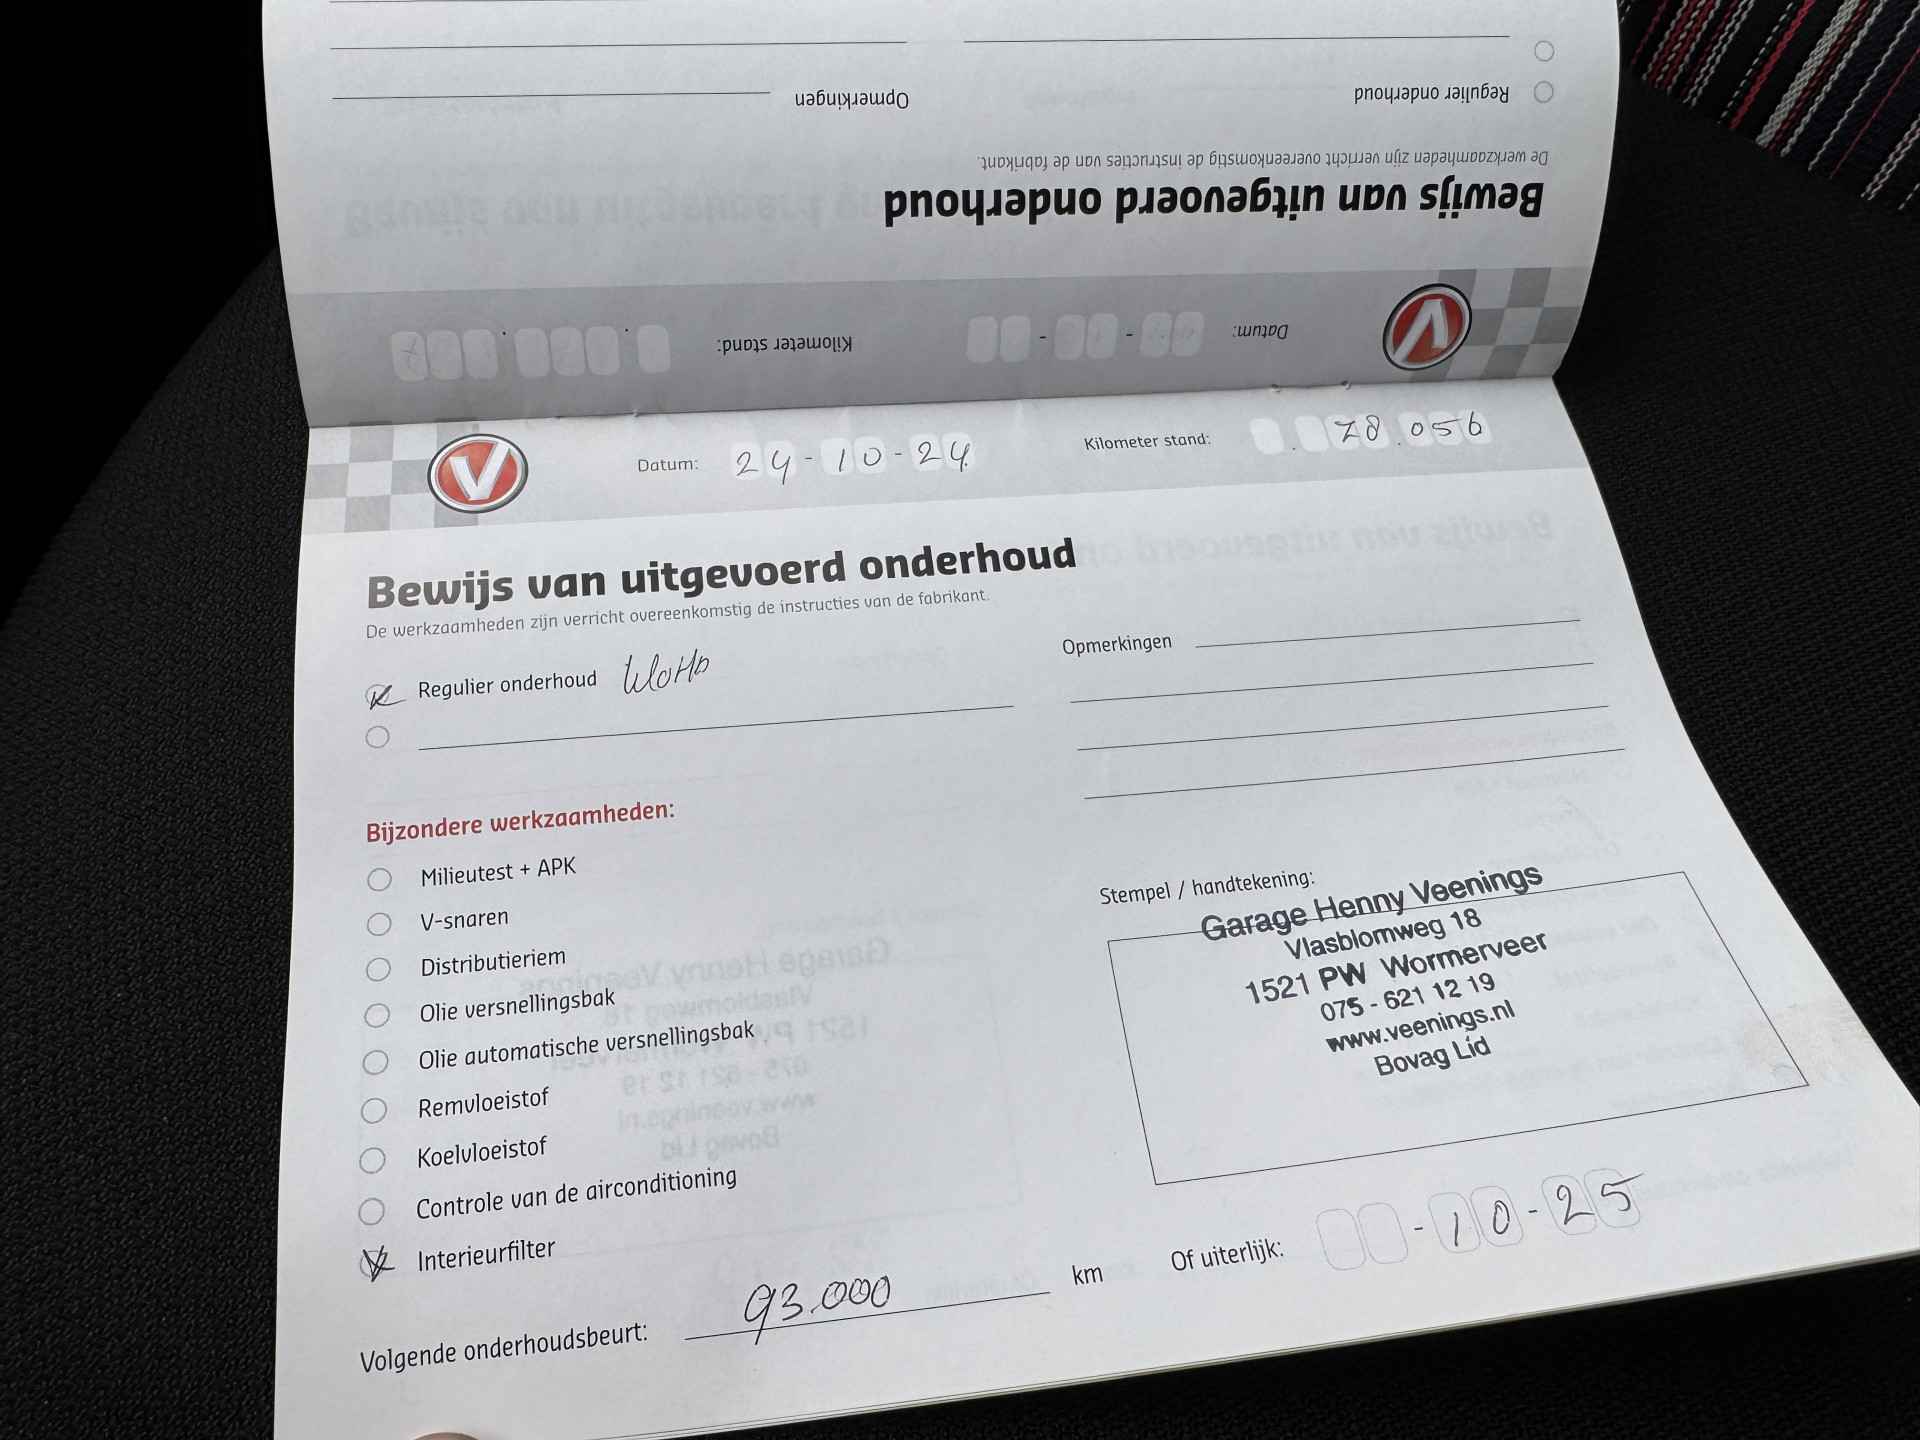 Opmerkingen
Regulier onderhoud
De werkzaamheden zijn verricht overeenkomstig de instructies van de fabrikant.
Bewijs van uitgevoerd onderhoud
Datum: - -
Kilometer stand: . .
V
V
Datum: 24-10-24
Kilometer stand: . 78.056
Bewijs van uitgevoerd onderhoud
De werkzaamheden zijn verricht overeenkomstig de instructies van de fabrikant.
Regulier onderhoud
Opmerkingen
Bijzondere werkzaamheden:
Milieutest + APK
V-snaren
Distributieriem
Olie versnellingsbak
Olie automatische versnellingsbak
Remvloeistof
Koelvloeistof
Controle van de airconditioning
Interieurfilter
Stempel / handtekening:
Garage Henny Veenings
Vlasblomweg 18
1521 PW Wormerveer
075 - 621 12 19
www.veenings.nl
Bovag Lid
Volgende onderhoudsbeurt: 93.000 km
Of uiterlijk: -10-25